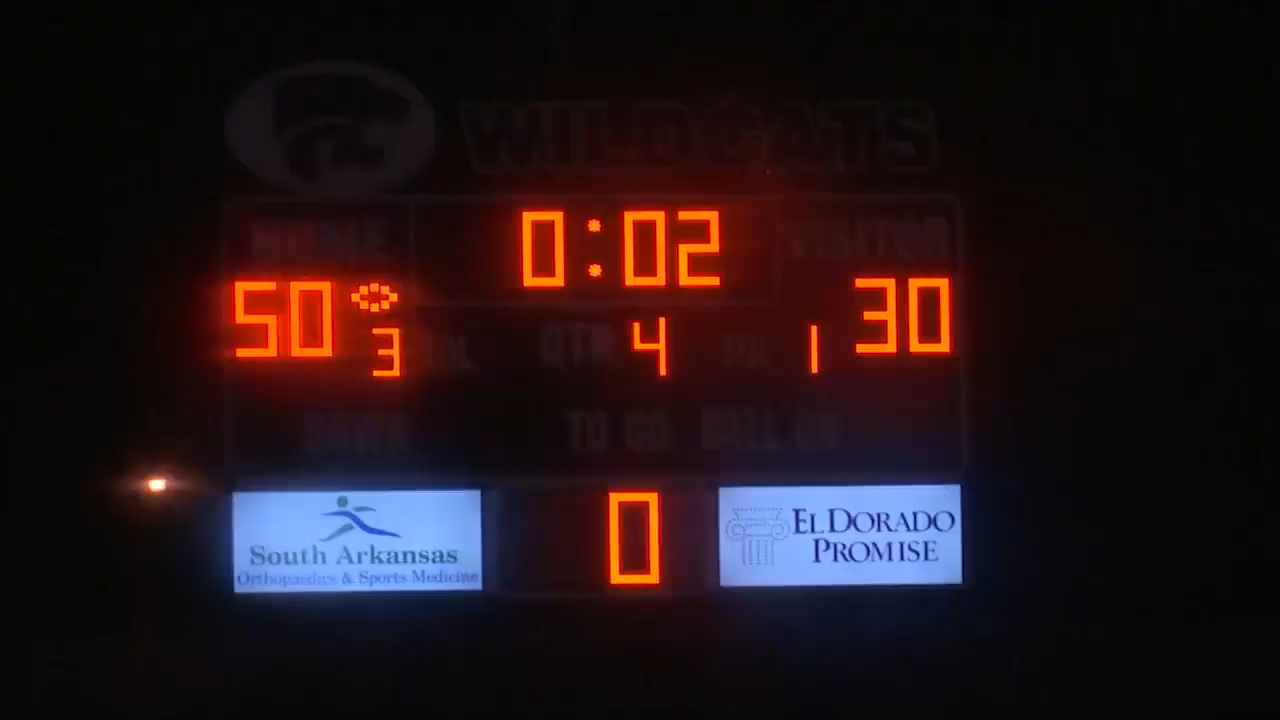 WILDCATS
HOME 0:02 VISITOR
50 30
3 QTR 4 TOL 1
TO GO BALL ON
0
South Arkansas
Orthopaedics & Sports Medicine
EL DORADO
PROMISE